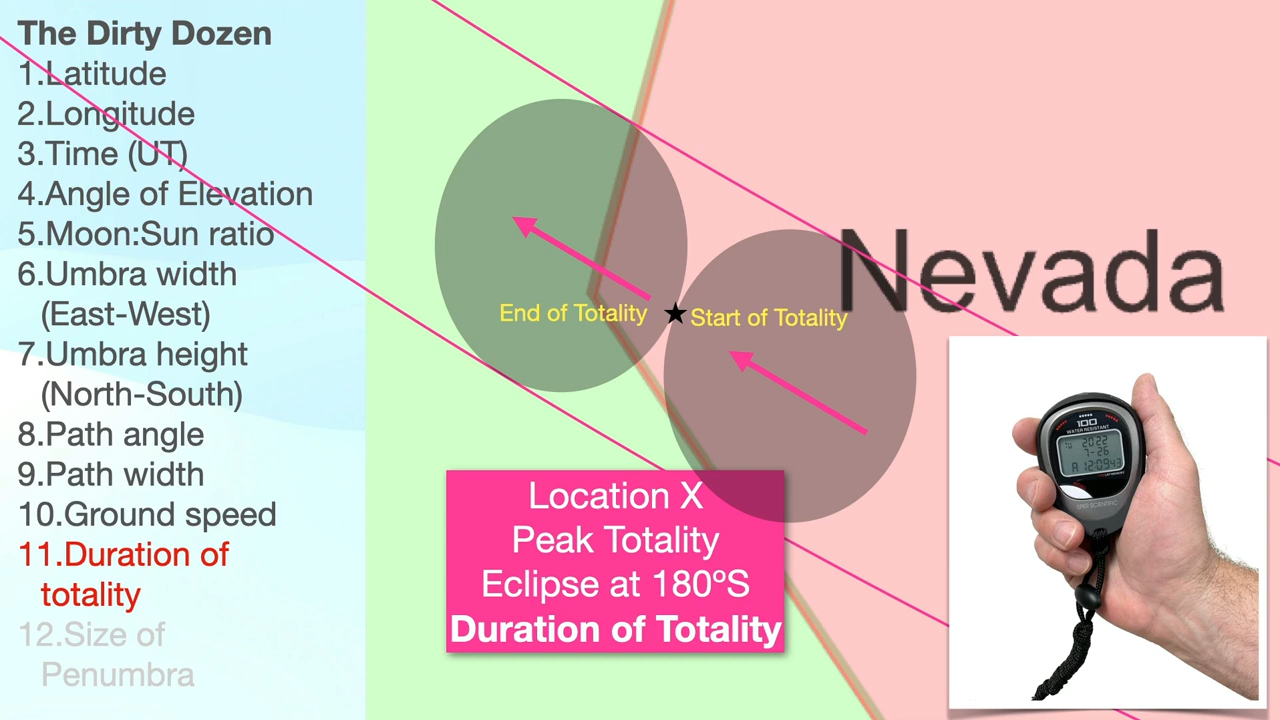 The Dirty Dozen
1.Latitude
2.Longitude
3.Time (UT)
4.Angle of Elevation
5.Moon:Sun ratio
6.Umbra width
(East-West)
7.Umbra height
(North-South)
8.Path angle
9.Path width
10.Ground speed
11.Duration of
totality
12.Size of
Penumbra
Nevada
End of Totality
Start of Totality
Location X
Peak Totality
Eclipse at 180ºS
Duration of Totality
100
WATER RESISTANT
2022
7-26
A 12:09:43